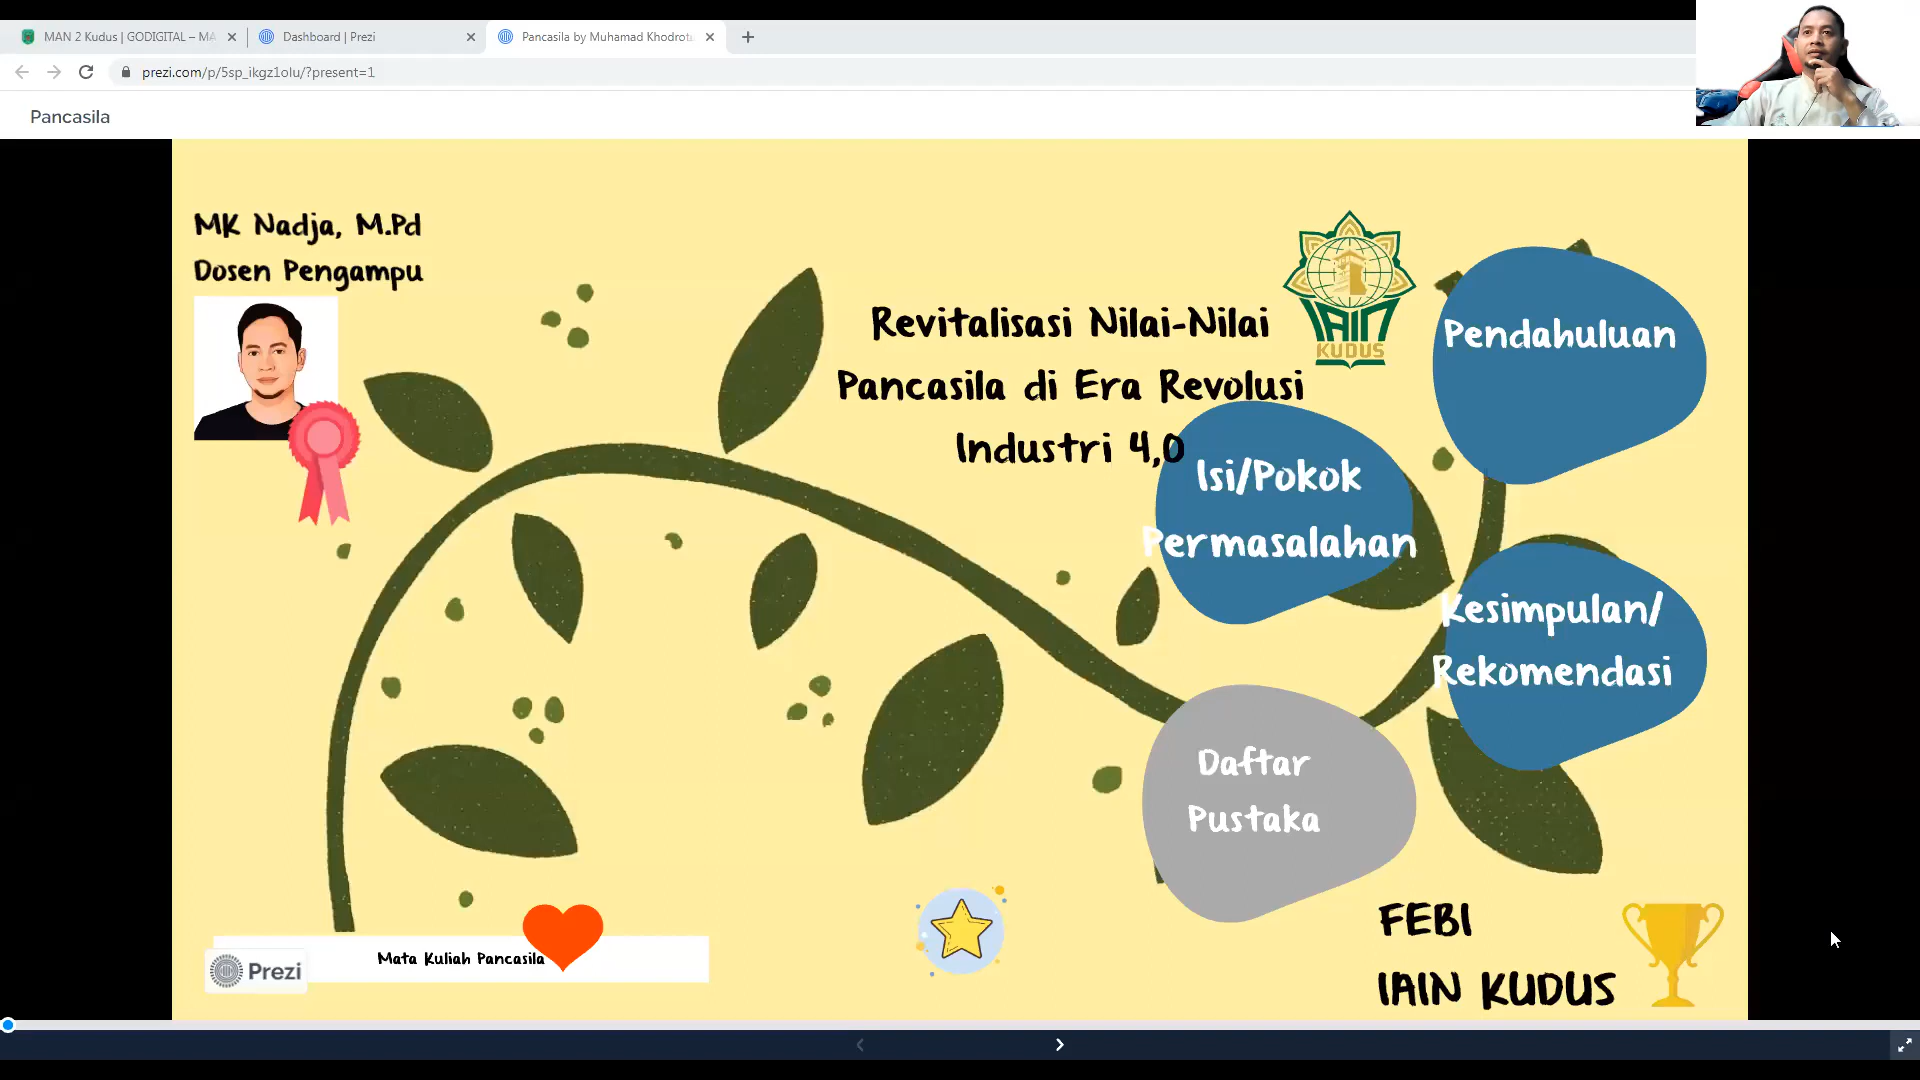 MAN 2 Kudus | GODIGITAL – MA
Dashboard | Prezi
Pancasila by Muhamad Khodrot
prezi.com/p/5sp_ikgz1olu/?present=1
Pancasila
MK Nadja, M.Pd
Dosen Pengampu
Revitalisasi Nilai-Nilai
Pancasila di Era Revolusi
Industri 4,0
IAIN
KUDUS
Pendahuluan
Isi/Pokok
Permasalahan
Kesimpulan/
Rekomendasi
Daftar
Pustaka
Mata Kuliah Pancasila
Prezi
FEBI
IAIN KUDUS